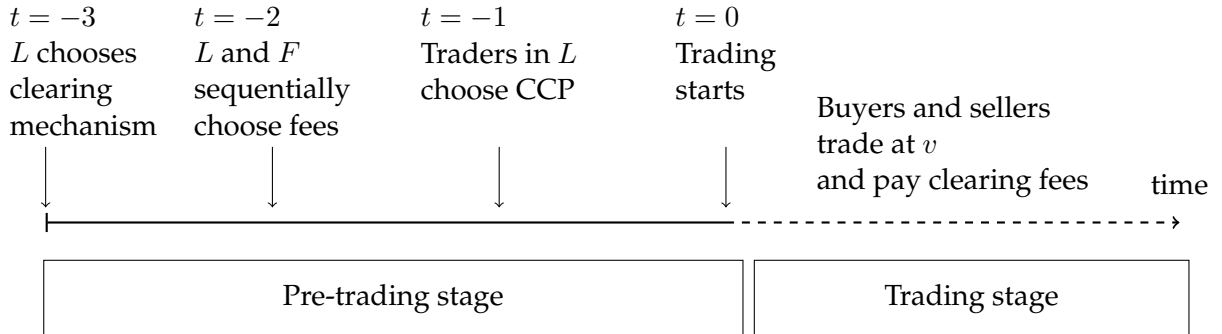 t = −3
L chooses
clearing
mechanism
t = −2
L and F
sequentially
choose fees
t = −1
Traders in L
choose CCP
t = 0
Trading
starts
Buyers and sellers
trade at v
and pay clearing fees
time
Pre-trading stage
Trading stage